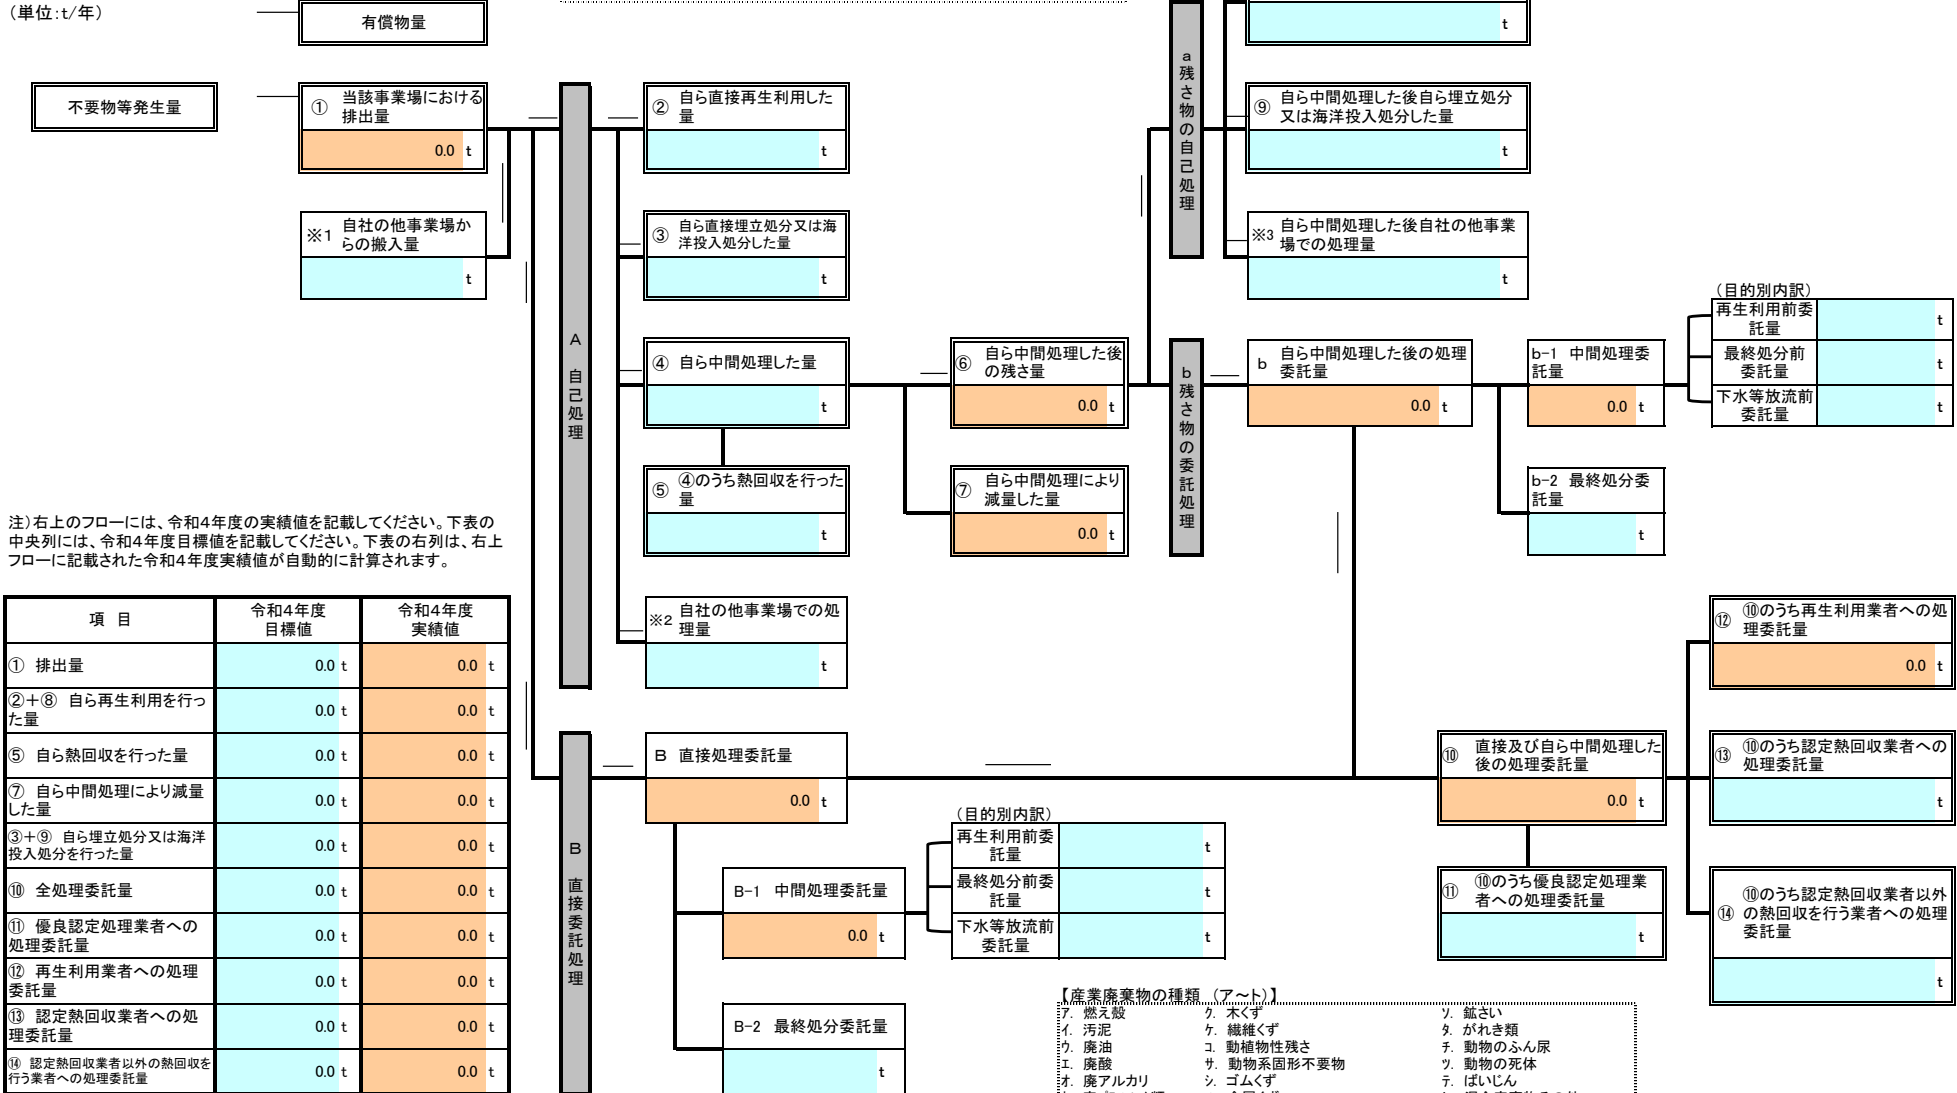 （単位：t/年）
有償物量
t
不要物等発生量
① 当該事業場における
排出量
0.0 t
※1 自社の他事業場か
らの搬入量
t
A
自己処理
② 自ら直接再生利用した
量
t
③ 自ら直接埋立処分又は海
洋投入処分した量
t
④ 自ら中間処理した量
t
⑤ ④のうち熱回収を行った
量
t
※2 自社の他事業場での処
理量
t
⑥ 自ら中間処理した後
の残さ量
0.0 t
⑦ 自ら中間処理により
減量した量
0.0 t
a残さ物の自己処理
⑨ 自ら中間処理した後自ら埋立処分
又は海洋投入処分した量
t
※3 自ら中間処理した後自社の他事業
場での処理量
t
b残さ物の委託処理
b 自ら中間処理した後の処理
委託量
0.0 t
b-1 中間処理委
託量
0.0 t
b-2 最終処分委
託量
t
（目的別内訳）
再生利用前委
託量
t
最終処分前
委託量
t
下水等放流前
委託量
t
注）右上のフローには、令和4年度の実績値を記載してください。下表の
中央列には、令和4年度目標値を記載してください。下表の右列は、右上
フローに記載された令和4年度実績値が自動的に計算されます。
項 目 令和4年度
目標値 令和4年度
実績値
① 排出量 0.0 t 0.0 t
②＋⑧ 自ら再生利用を行っ
た量 0.0 t 0.0 t
⑤ 自ら熱回収を行った量 0.0 t 0.0 t
⑦ 自ら中間処理により減量
した量 0.0 t 0.0 t
③＋⑨ 自ら埋立処分又は海洋
投入処分を行った量 0.0 t 0.0 t
⑩ 全処理委託量 0.0 t 0.0 t
⑪ 優良認定処理業者への
処理委託量 0.0 t 0.0 t
⑫ 再生利用業者への処理
委託量 0.0 t 0.0 t
⑬ 認定熱回収業者への処
理委託量 0.0 t 0.0 t
⑭ 認定熱回収業者以外の熱回収を
行う業者への処理委託量 0.0 t 0.0 t
B
直接委託処理
B 直接処理委託量
0.0 t
B-1 中間処理委託量
0.0 t
B-2 最終処分委託量
t
（目的別内訳）
再生利用前委
託量
t
最終処分前委
託量
t
下水等放流前
委託量
t
⑩ 直接及び自ら中間処理した
後の処理委託量
0.0 t
⑪ ⑩のうち優良認定処理業
者への処理委託量
t
⑫ ⑩のうち再生利用業者への処
理委託量
0.0 t
⑬ ⑩のうち認定熱回収業者への
処理委託量
t
⑭ ⑩のうち認定熱回収業者以外
の熱回収を行う業者への処理
委託量
t
【産業廃棄物の種類 （ア～ト）】
ア. 燃え殻 ク. 木くず ソ. 鉱さい
イ. 汚泥 ケ. 繊維くず タ. がれき類
ウ. 廃油 コ. 動植物性残さ チ. 動物のふん尿
エ. 廃酸 サ. 動物系固形不要物 ツ. 動物の死体
オ. 廃アルカリ シ. ゴムくず テ. ばいじん